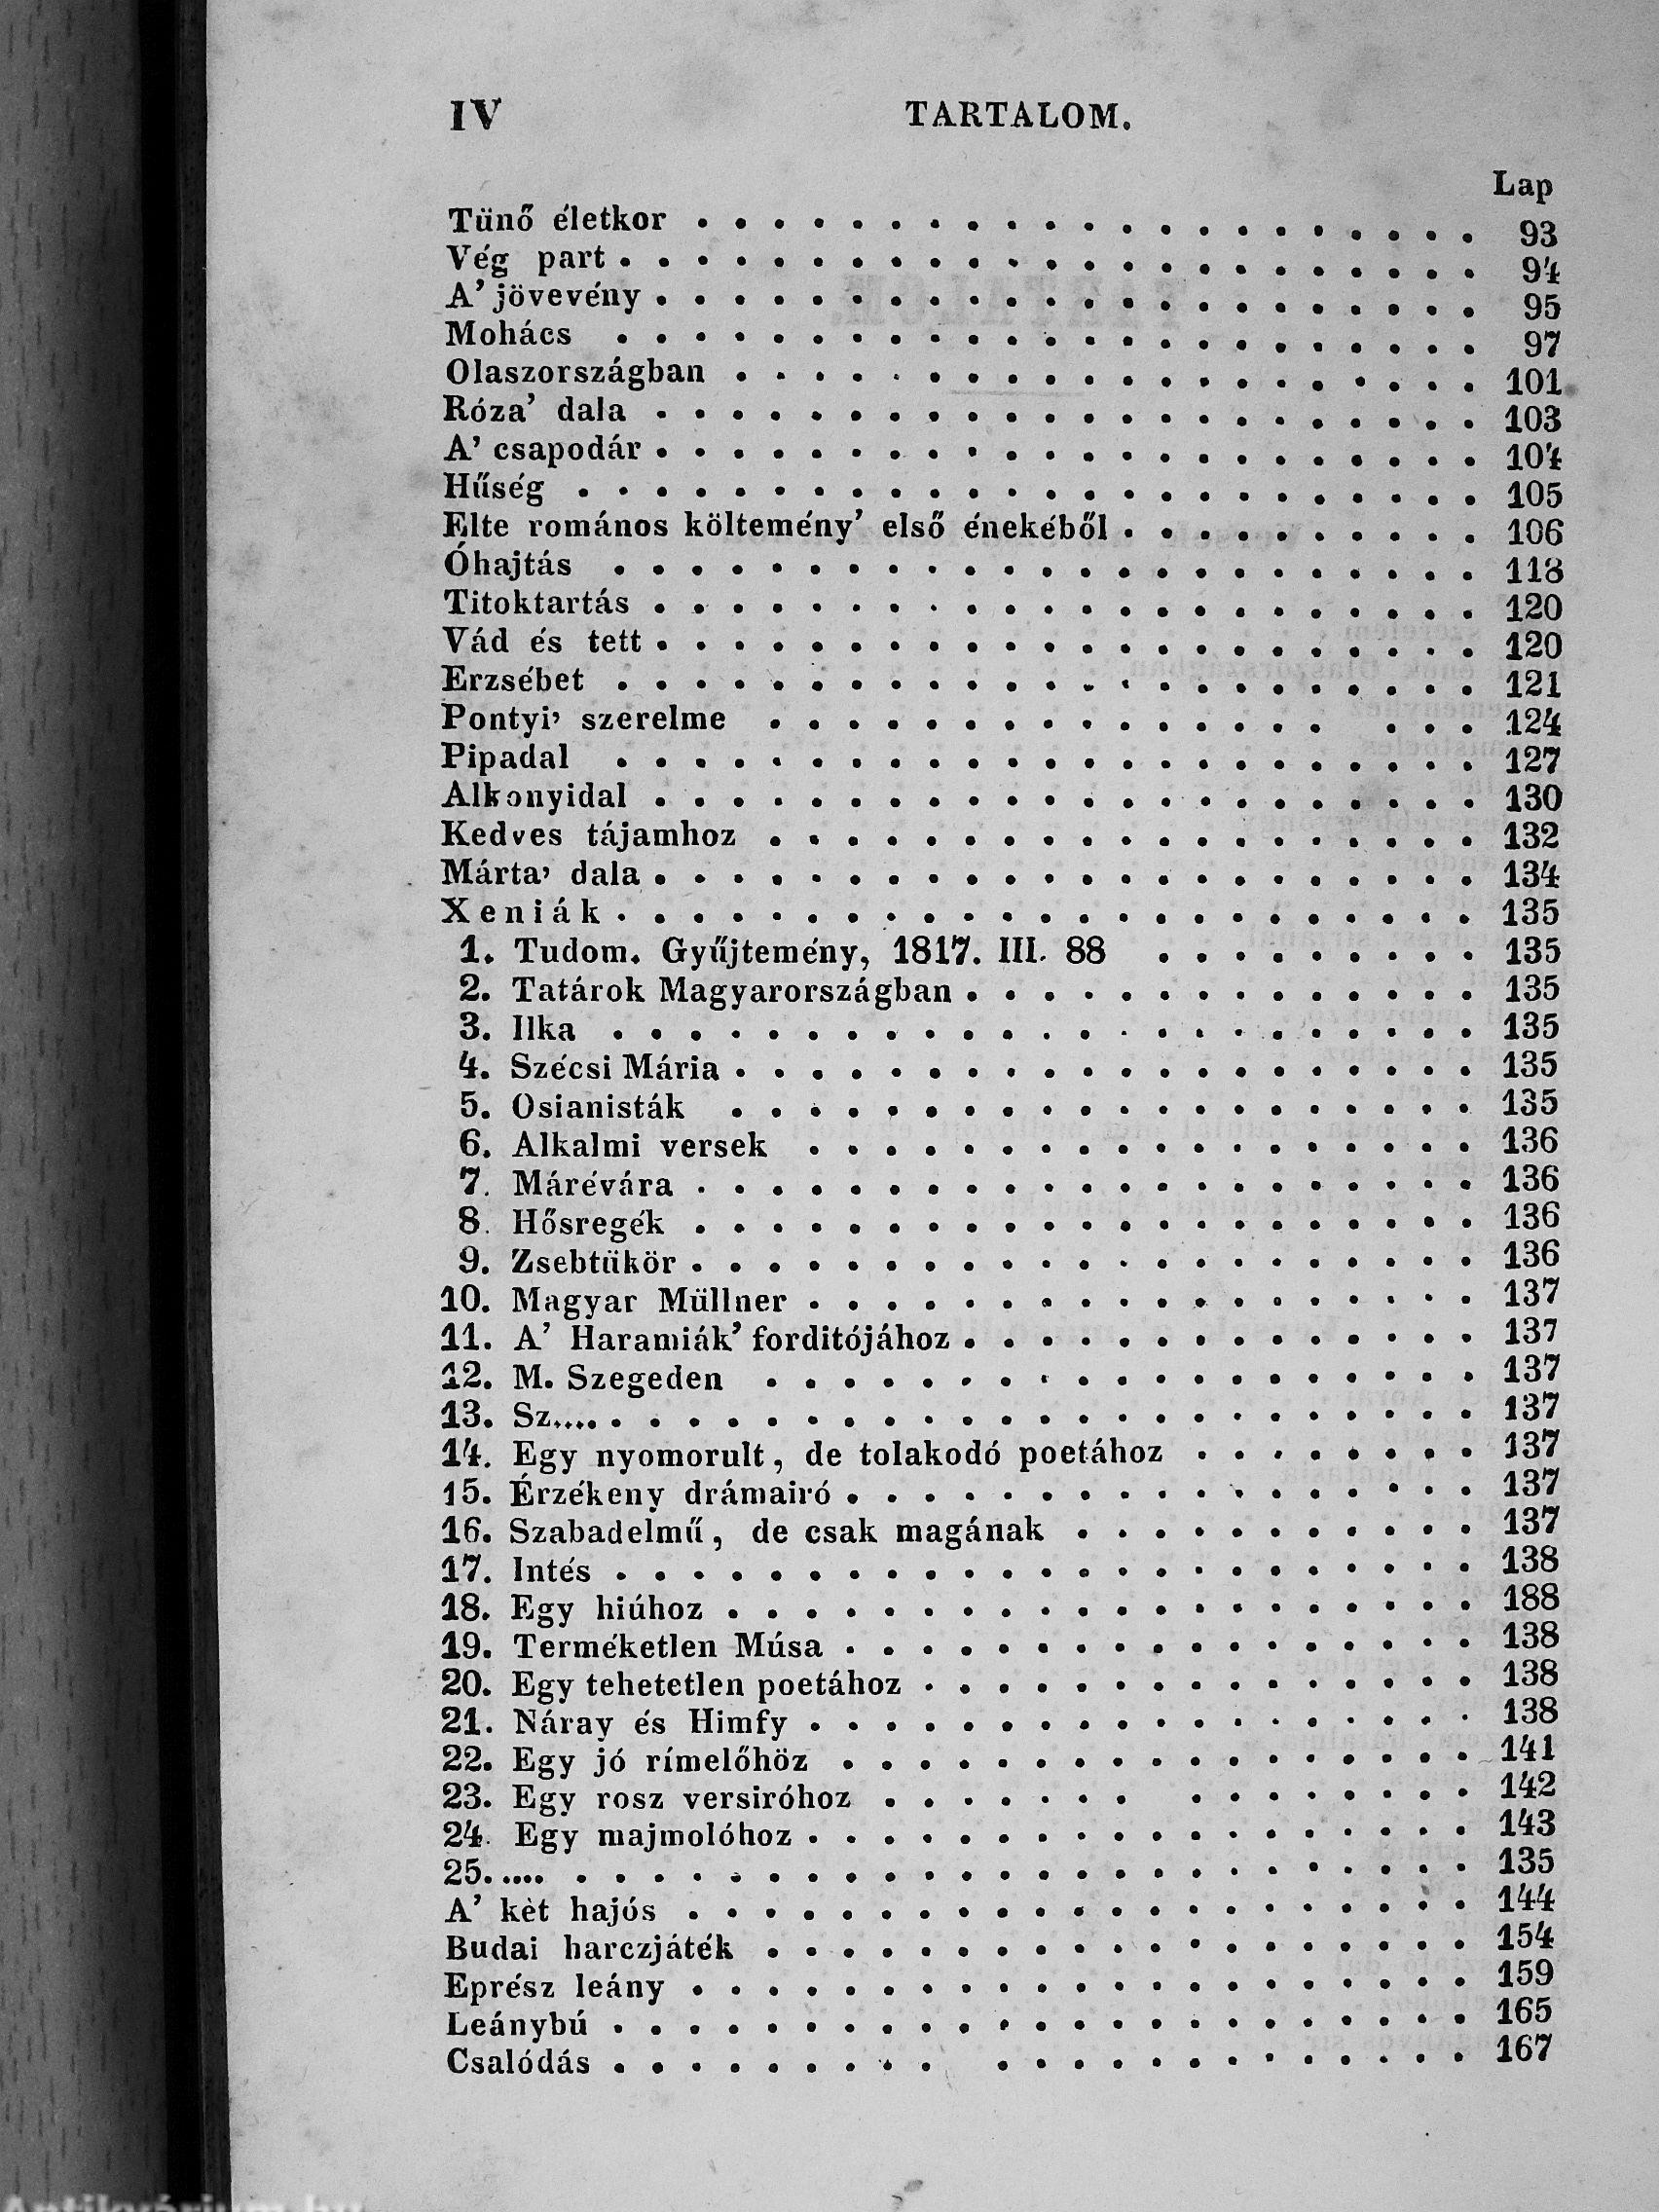 IV TARTALOM.
Lap
Tünő életkor . . . . . . . . . . . . . . . . . . . . . 93
Vég part . . . . . . . . . . . . . . . . . . . . . . . 94
A' jövevény . . . . . . . . . . . . . . . . . . . . . . 95
Mohács . . . . . . . . . . . . . . . . . . . . . . . 97
Olaszországban . . . . . . . . . . . . . . . . . . . . 101
Róza' dala . . . . . . . . . . . . . . . . . . . . . . 103
A' csapodár . . . . . . . . . . . . . . . . . . . . . . 104
Hűség . . . . . . . . . . . . . . . . . . . . . . . . 105
Elte romános költemény' első énekéből . . . . . . . . . . 106
Óhajtás . . . . . . . . . . . . . . . . . . . . . . . 118
Titoktartás . . . . . . . . . . . . . . . . . . . . . . 120
Vád és tett . . . . . . . . . . . . . . . . . . . . . . 120
Erzsébet . . . . . . . . . . . . . . . . . . . . . . . 121
Pontyi' szerelme . . . . . . . . . . . . . . . . . . 124
Pipadal . . . . . . . . . . . . . . . . . . . . . . . 127
Alkonyidal . . . . . . . . . . . . . . . . . . . . . . 130
Kedves tájamhoz . . . . . . . . . . . . . . . . . . . 132
Márta' dala . . . . . . . . . . . . . . . . . . . . . . 134
Xeniák . . . . . . . . . . . . . . . . . . . . . . . 135
1. Tudom. Gyűjtemény, 1817. III. 88 . . . . . . . . . 135
2. Tatárok Magyarországban . . . . . . . . . . . . . . 135
3. Ilka . . . . . . . . . . . . . . . . . . . . . . . 135
4. Szécsi Mária . . . . . . . . . . . . . . . . . . . . 135
5. Osianisták . . . . . . . . . . . . . . . . . . . . 135
6. Alkalmi versek . . . . . . . . . . . . . . . . . . 136
7. Márévára . . . . . . . . . . . . . . . . . . . . . 136
8. Hősregék . . . . . . . . . . . . . . . . . . . . . 136
9. Zsebtükör . . . . . . . . . . . . . . . . . . . . . 136
10. Magyar Müllner . . . . . . . . . . . . . . . . . . 137
11. A' Haramiák' forditójához . . . . . . . . . . . . . . 137
12. M. Szegeden . . . . . . . . . . . . . . . . . . . 137
13. Sz.... . . . . . . . . . . . . . . . . . . . . . . . 137
14. Egy nyomorult, de tolakodó poetához . . . . . . . . 137
15. Érzékeny drámairó . . . . . . . . . . . . . . . . . 137
16. Szabadelmű, de csak magának . . . . . . . . . . . 137
17. Intés . . . . . . . . . . . . . . . . . . . . . . . 138
18. Egy hiúhoz . . . . . . . . . . . . . . . . . . . . 188
19. Terméketlen Músa . . . . . . . . . . . . . . . . . 138
20. Egy tehetetlen poetához . . . . . . . . . . . . . . . 138
21. Náray és Himfy . . . . . . . . . . . . . . . . . . 138
22. Egy jó rímelőhöz . . . . . . . . . . . . . . . . . 141
23. Egy rosz versiróhoz . . . . . . . . . . . . . . . 142
24. Egy majmolóhoz . . . . . . . . . . . . . . . . . . 143
25..... . . . . . . . . . . . . . . . . . . . . . . . . 135
A' kèt hajós . . . . . . . . . . . . . . . . . . . . . 144
Budai harczjáték . . . . . . . . . . . . . . . . . . . 154
Eprész leány . . . . . . . . . . . . . . . . . . . . . 159
Leánybú . . . . . . . . . . . . . . . . . . . . . . . 165
Csalódás . . . . . . . . . . . . . . . . . . . . . . 167
Antikvárium.hu